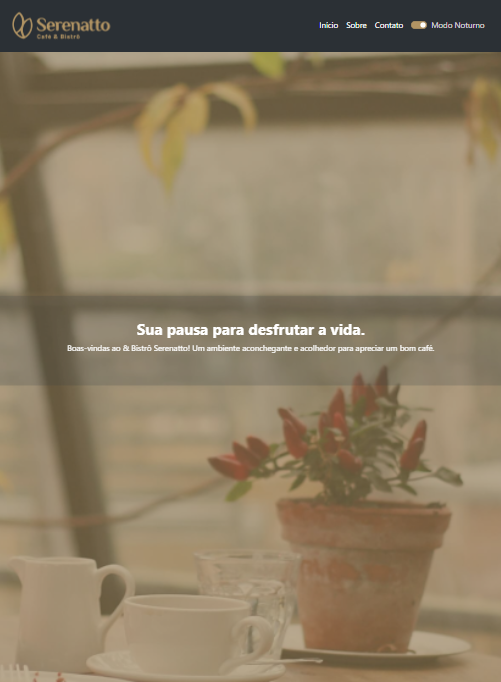 Serenatto
Café & Bistrô
Início Sobre Contato Modo Noturno
Sua pausa para desfrutar a vida.
Boas-vindas ao & Bistrô Serenatto! Um ambiente aconchegante e acolhedor para apreciar um bom café.